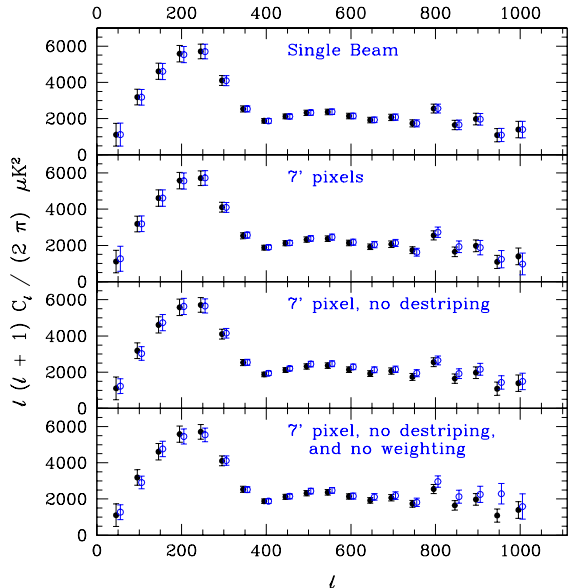 0 200 400 600 800 1000
Single Beam
6000
4000
2000
0
7' pixels
6000
4000
2000
0
7' pixel, no destriping
6000
4000
2000
0
7' pixel, no destriping,
and no weighting
6000
4000
2000
0
0 200 400 600 800 1000
ℓ
ℓ (ℓ + 1) Cℓ / (2 π) μK²